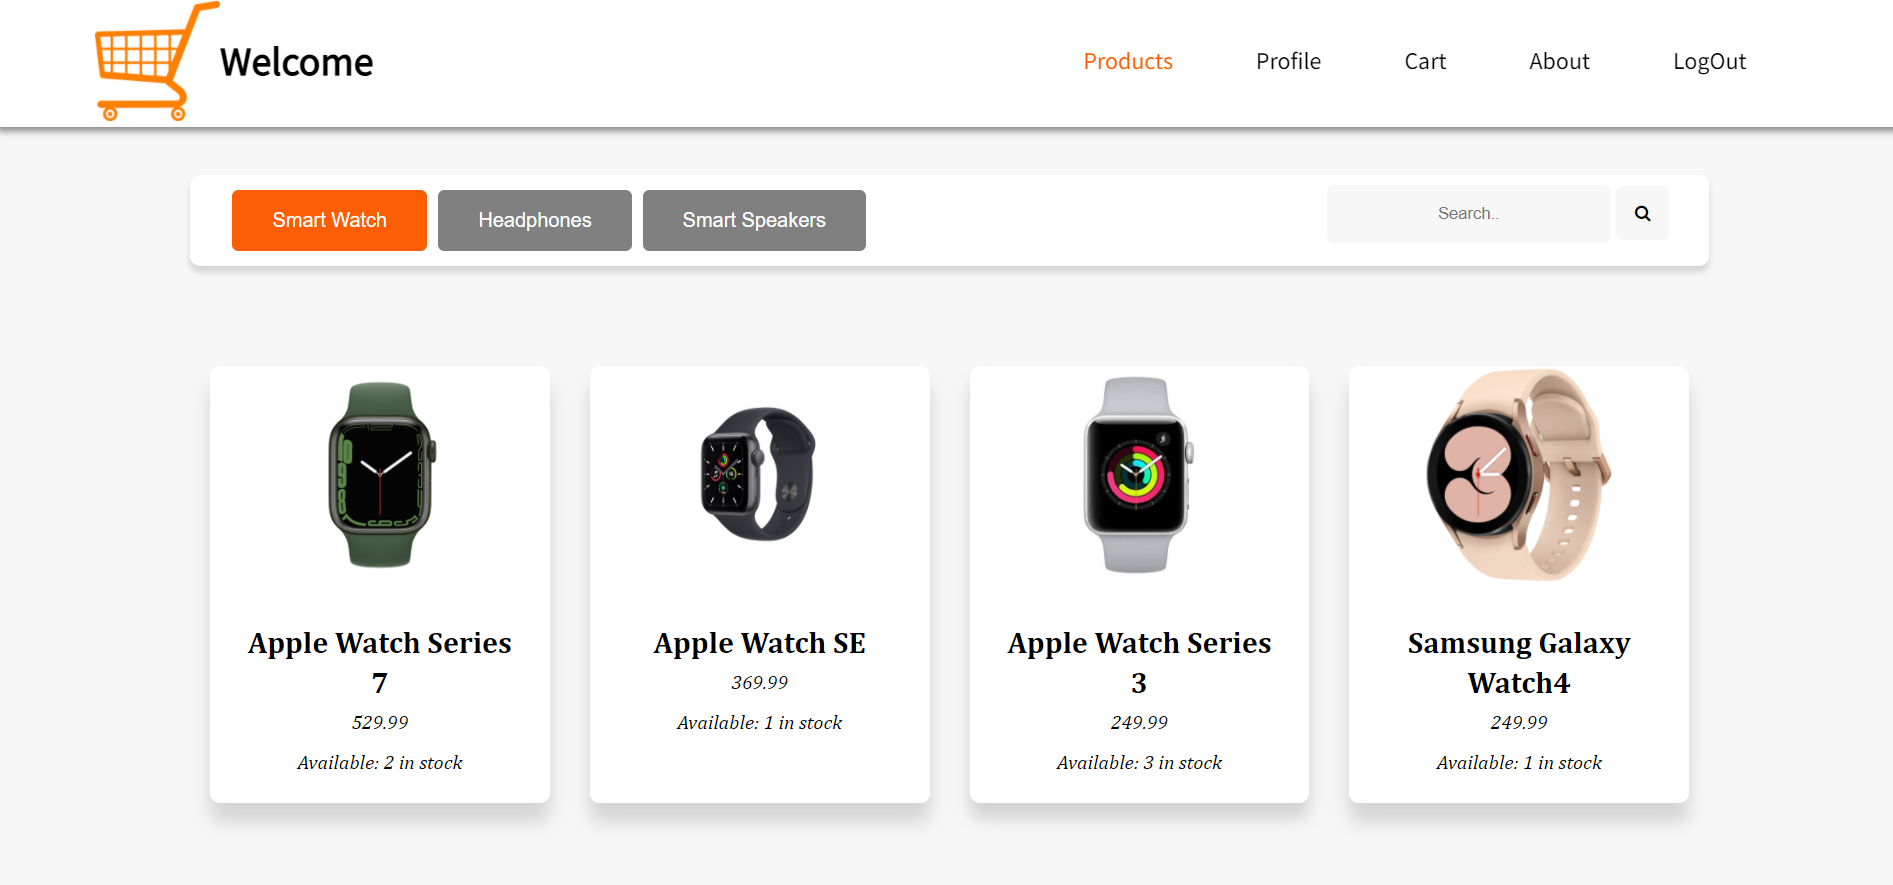 Welcome
Products
Profile
Cart
About
LogOut
Smart Watch
Headphones
Smart Speakers
Search..
Apple Watch Series
7
529.99
Available: 2 in stock
Apple Watch SE
369.99
Available: 1 in stock
Apple Watch Series
3
249.99
Available: 3 in stock
Samsung Galaxy
Watch4
249.99
Available: 1 in stock